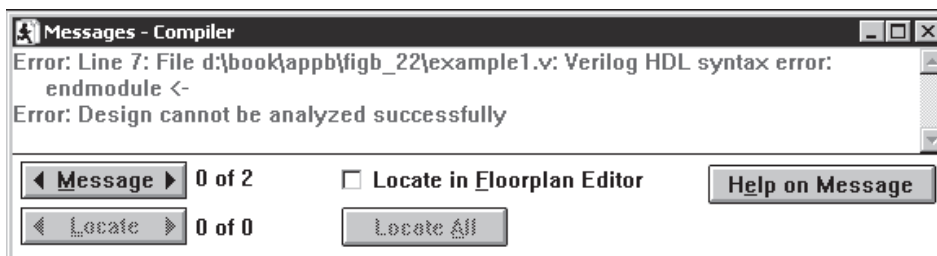 Messages - Compiler
Error: Line 7: File d:\book\appb\figb_22\example1.v: Verilog HDL syntax error:
endmodule <-
Error: Design cannot be analyzed successfully
Message 0 of 2 Locate in Floorplan Editor Help on Message
Locate 0 of 0 Locate All